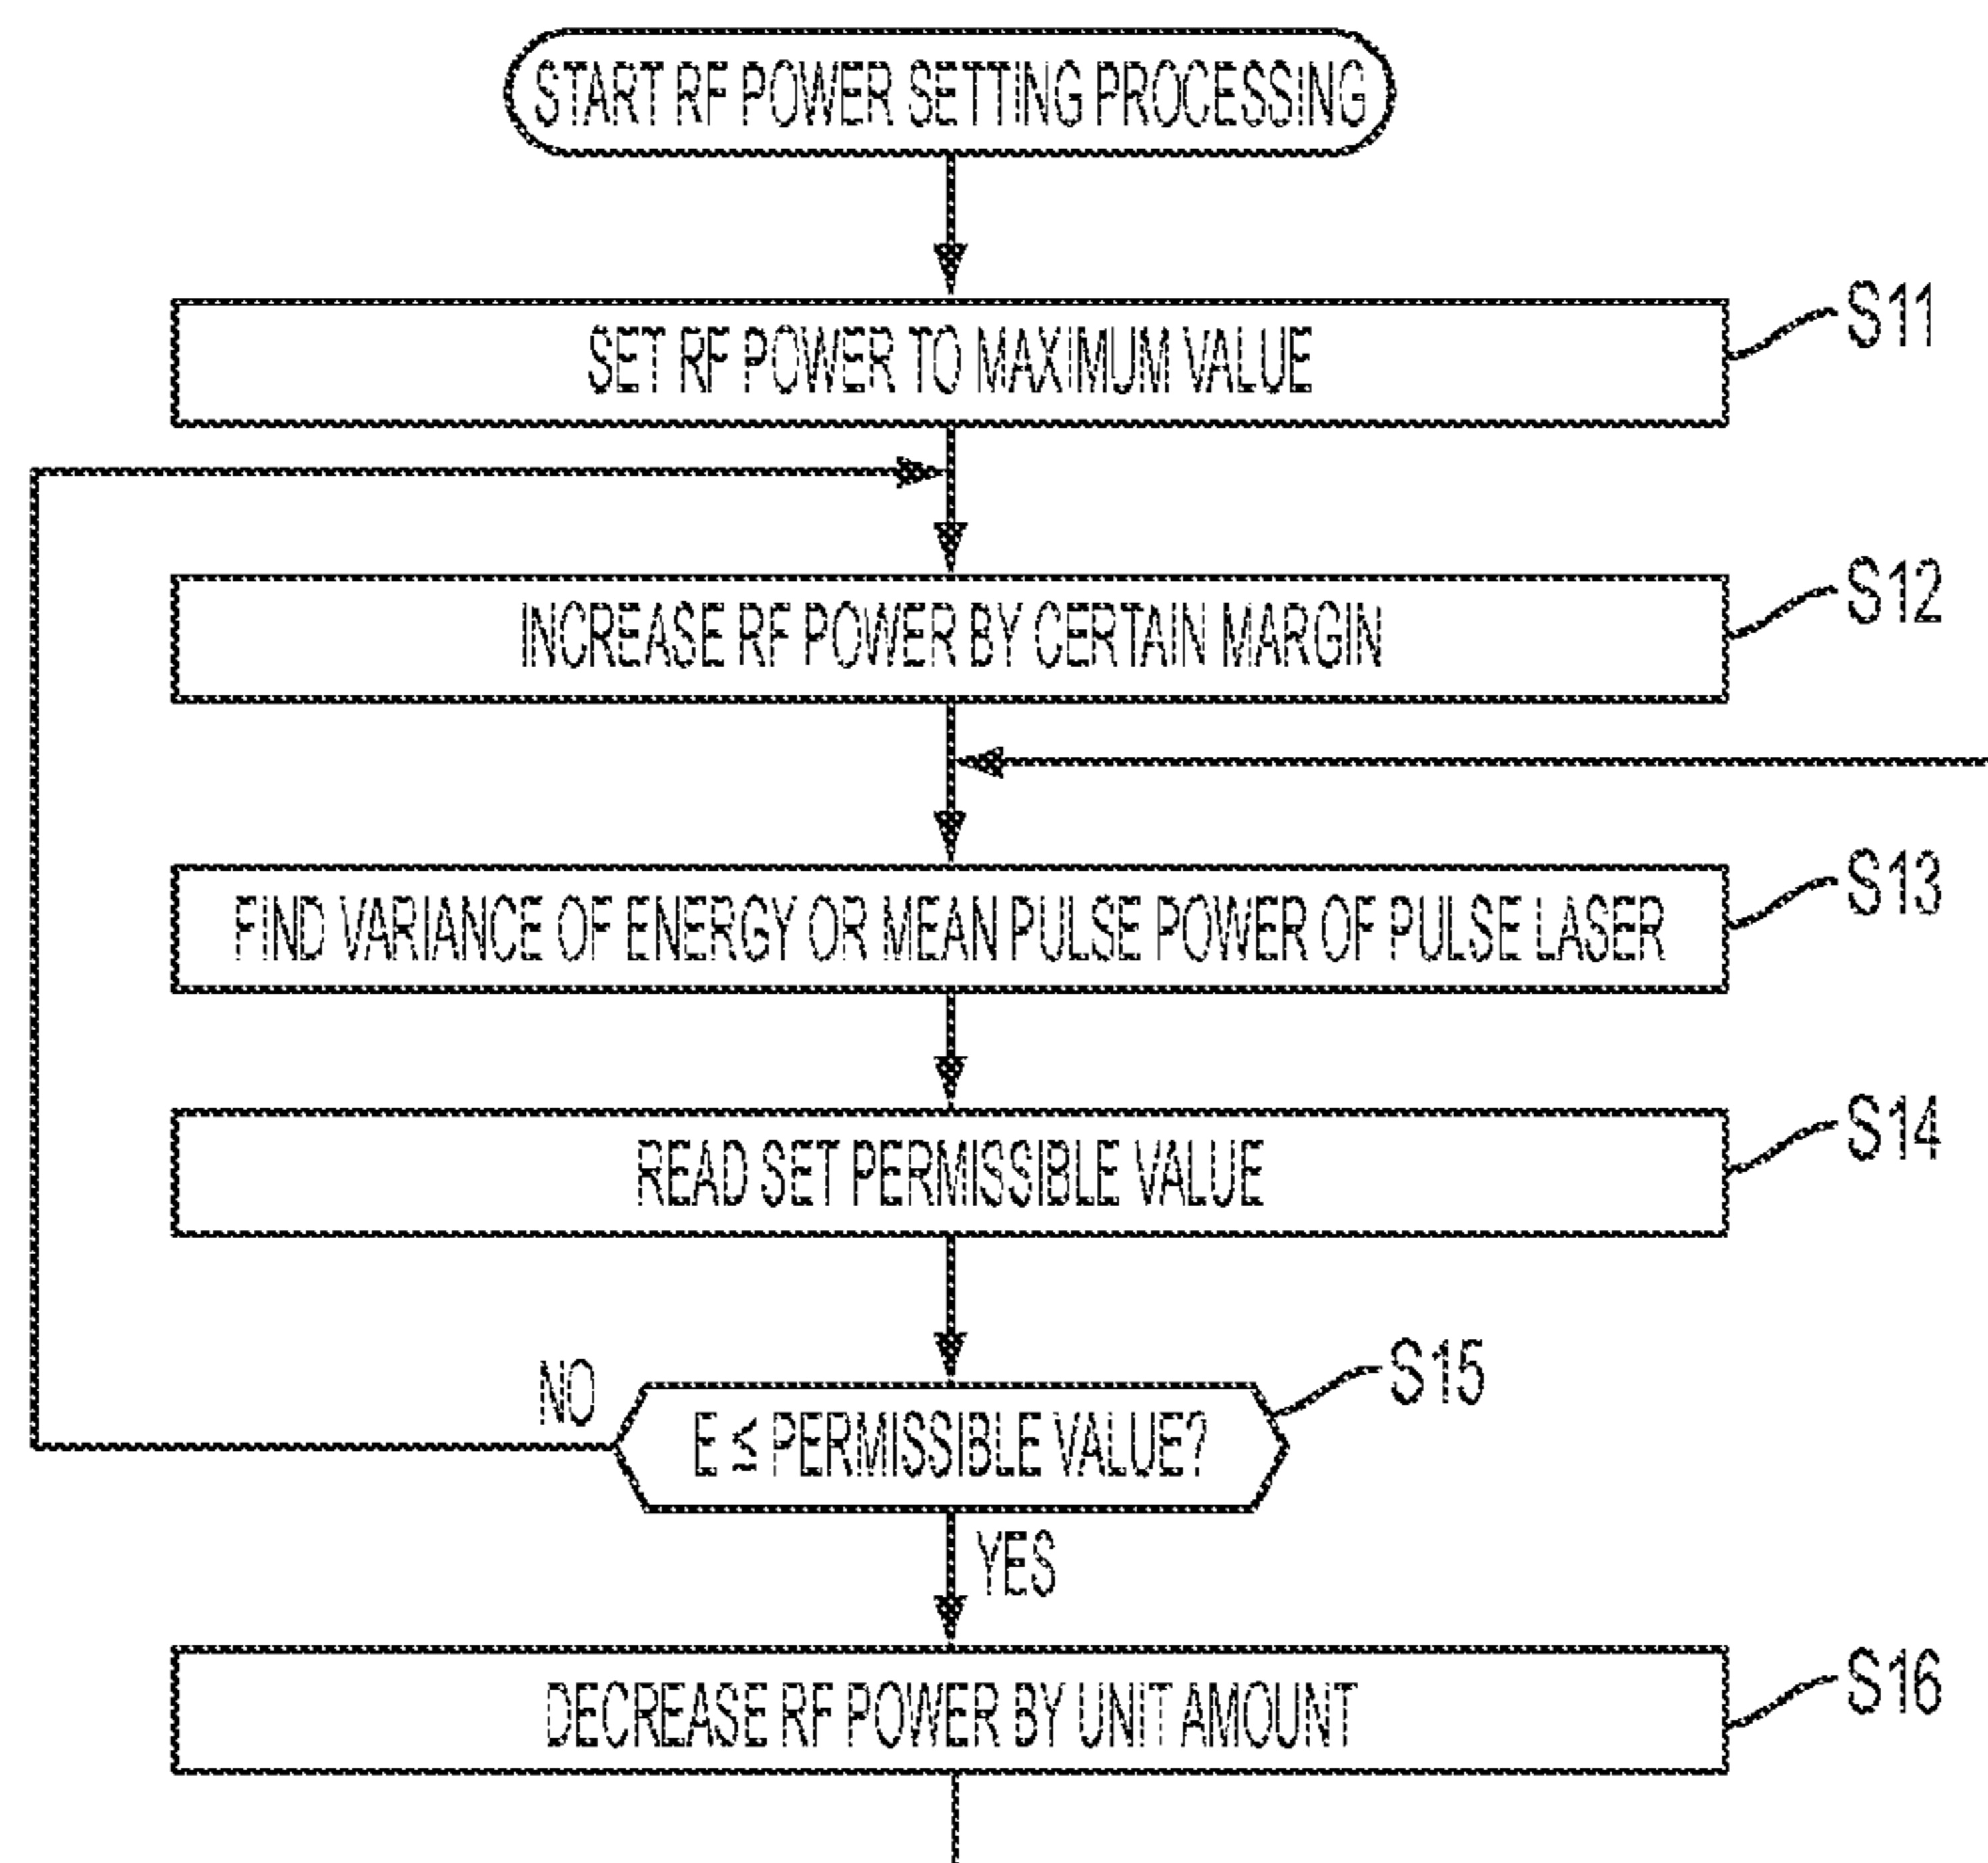 START RF POWER SETTING PROCESSING
SET RF POWER TO MAXIMUM VALUE
S11
INCREASE RF POWER BY CERTAIN MARGIN
S12
FIND VARIANCE OF ENERGY OR MEAN PULSE POWER OF PULSE LASER
S13
READ SET PERMISSIBLE VALUE
S14
NO
E ≤ PERMISSIBLE VALUE?
S15
YES
DECREASE RF POWER BY UNIT AMOUNT
S16